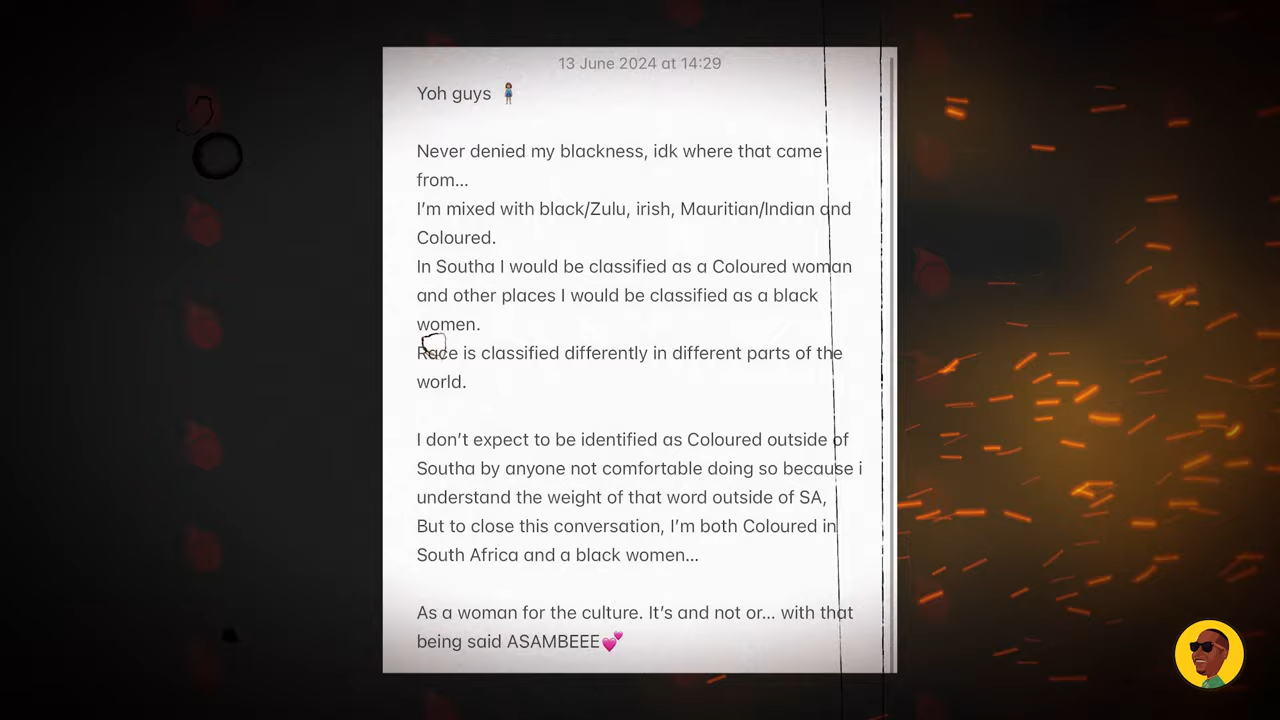 13 June 2024 at 14:29
Yoh guys 🧍🏽‍♀️
Never denied my blackness, idk where that came
from...
I'm mixed with black/Zulu, irish, Mauritian/Indian and
Coloured.
In Southa I would be classified as a Coloured woman
and other places I would be classified as a black
women.
Race is classified differently in different parts of the
world.
I don't expect to be identified as Coloured outside of
Southa by anyone not comfortable doing so because i
understand the weight of that word outside of SA,
But to close this conversation, I'm both Coloured in
South Africa and a black women...
As a woman for the culture. It's and not or... with that
being said ASAMBEEE💕